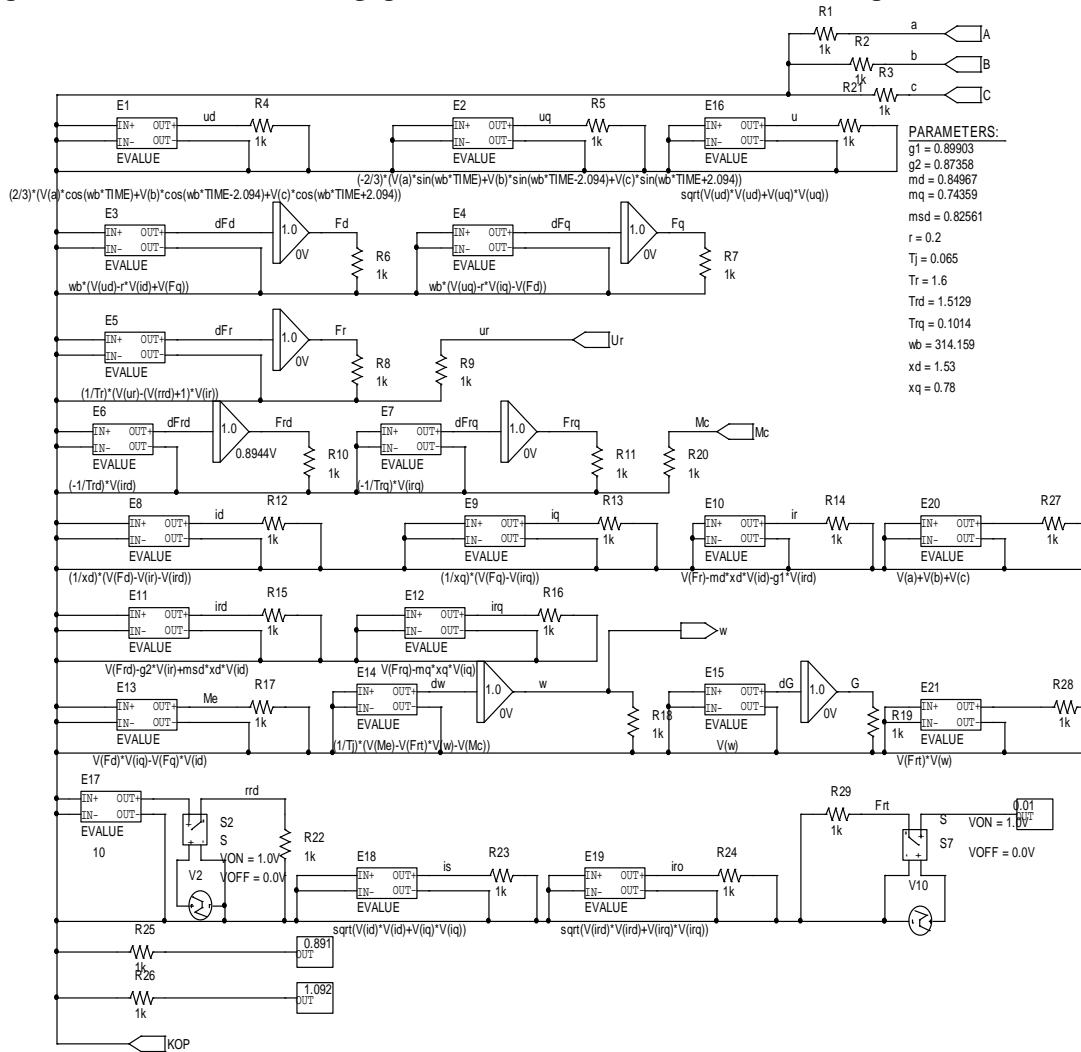 R1 a A
1k R2 b B
1k R3 c C
R21 1k
E1 ud R4 E2 uq R5 E16 u
IN+ OUT+ IN+ OUT+ IN+ OUT+
IN- OUT- 1k IN- OUT- 1k IN- OUT- 1k
EVALUE EVALUE EVALUE
(-2/3)*(V(a)*sin(wb*TIME)+V(b)*sin(wb*TIME-2.094)+V(c)*sin(wb*TIME+2.094))
(2/3)*(V(a)*cos(wb*TIME)+V(b)*cos(wb*TIME-2.094)+V(c)*cos(wb*TIME+2.094)) sqrt(V(ud)*V(ud)+V(uq)*V(uq))
PARAMETERS:
g1 = 0.89903
g2 = 0.87358
md = 0.84967
mq = 0.74359
msd = 0.82561
r = 0.2
Tj = 0.065
Tr = 1.6
Trd = 1.5129
Trq = 0.1014
wb = 314.159
xd = 1.53
xq = 0.78
E3 dFd Fd E4 dFq Fq
IN+ OUT+ 1.0 IN+ OUT+ 1.0
IN- OUT- 0V R6 IN- OUT- 0V R7
EVALUE 1k EVALUE 1k
wb*(V(ud)-r*V(id)+V(Fq)) wb*(V(uq)-r*V(iq)-V(Fd))
E5 dFr Fr ur Ur
IN+ OUT+ 1.0
IN- OUT- 0V R8 R9
EVALUE 1k 1k
(1/Tr)*(V(ur)-(V(rrd)+1)*V(ir))
E6 dFrd Frd E7 dFrq Frq Mc Mc
IN+ OUT+ 1.0 IN+ OUT+ 1.0
IN- OUT- 0.8944V R10 IN- OUT- 0V R11 R20
EVALUE 1k EVALUE 1k 1k
(-1/Trd)*V(ird) (-1/Trq)*V(irq)
E8 id R12 E9 iq R13 E10 ir R14 E20 R27
IN+ OUT+ IN+ OUT+ IN+ OUT+ IN+ OUT+
IN- OUT- 1k IN- OUT- 1k IN- OUT- 1k IN- OUT- 1k
EVALUE EVALUE EVALUE EVALUE
(1/xd)*(V(Fd)-V(ir)-V(ird)) (1/xq)*(V(Fq)-V(irq)) V(Fr)-md*xd*V(id)-g1*V(ird) V(a)+V(b)+V(c)
E11 ird R15 E12 irq R16
IN+ OUT+ IN+ OUT+
IN- OUT- 1k IN- OUT- 1k w
EVALUE EVALUE
V(Frd)-g2*V(ir)+msd*xd*V(id) V(Frq)-mq*xq*V(iq)
E13 Me R17 E14 dw w E15 dG G E21 R28
IN+ OUT+ IN+ OUT+ 1.0 IN+ OUT+ 1.0 IN+ OUT+
IN- OUT- 1k IN- OUT- 0V R18 IN- OUT- 0V R19 IN- OUT- 1k
EVALUE EVALUE 1k EVALUE 1k EVALUE
V(Fd)*V(iq)-V(Fq)*V(id) (1/Tj)*(V(Me)-V(Frt)*V(w)-V(Mc)) V(w) V(Frt)*V(w)
E17 rrd R29 Frt 0.01
IN+ OUT+ S2 S OUT
IN- OUT- S R22 1k S7 VON = 1.0V
EVALUE VON = 1.0V 1k VOFF = 0.0V
10 V2 VOFF = 0.0V V10
E18 is R23 E19 iro R24
IN+ OUT+ IN+ OUT+
IN- OUT- 1k IN- OUT- 1k
EVALUE EVALUE
sqrt(V(id)*V(id)+V(iq)*V(iq)) sqrt(V(ird)*V(ird)+V(irq)*V(irq))
R25 0.891
1k OUT
R26 1.092
1k OUT
KOP